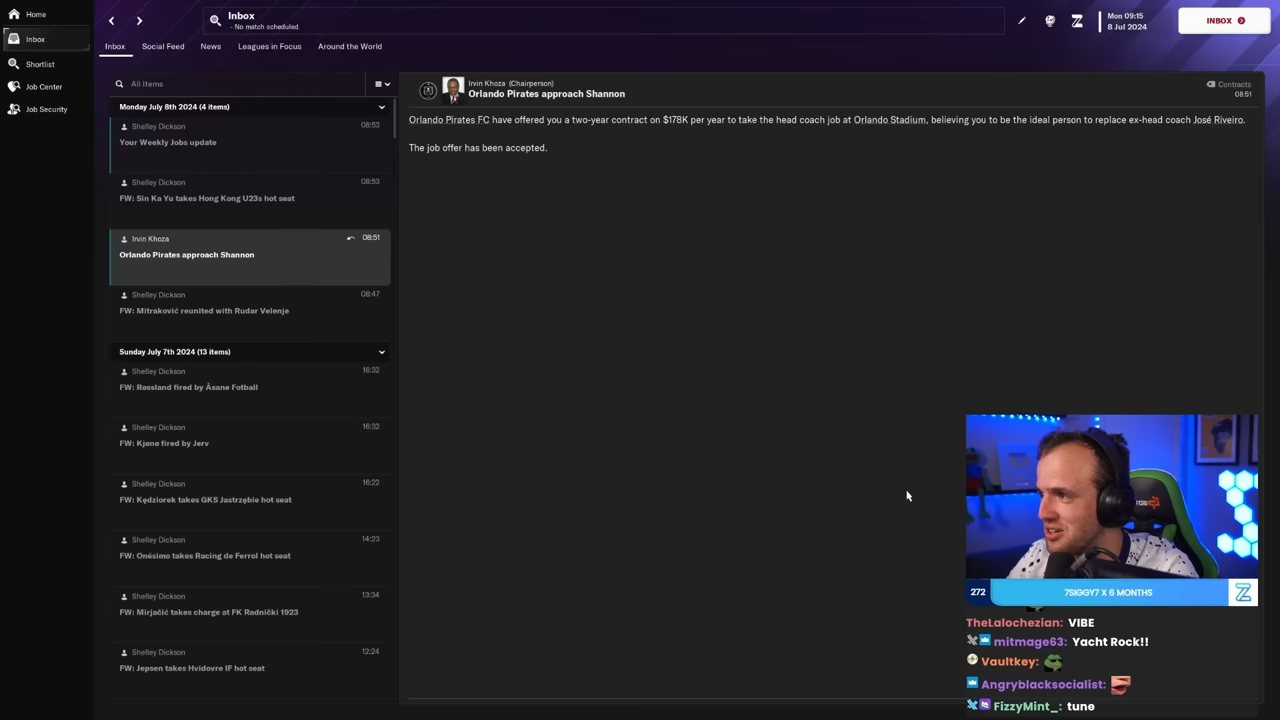 Home
Inbox
Shortlist
Job Center
Job Security
Inbox
- No match scheduled.
Mon 09:15
8 Jul 2024
INBOX
Inbox
Social Feed
News
Leagues in Focus
Around the World
All Items
Monday July 8th 2024 (4 items)
Shelley Dickson 08:53
Your Weekly Jobs update
Shelley Dickson 08:53
FW: Sin Ka Yu takes Hong Kong U23s hot seat
Irvin Khoza 08:51
Orlando Pirates approach Shannon
Shelley Dickson 08:47
FW: Mitraković reunited with Rudar Velenje
Sunday July 7th 2024 (13 items)
Shelley Dickson 16:32
FW: Røssland fired by Åsane Fotball
Shelley Dickson 16:32
FW: Kjønø fired by Jerv
Shelley Dickson 16:22
FW: Kędziorek takes GKS Jastrzębie hot seat
Shelley Dickson 14:23
FW: Onésimo takes Racing de Ferrol hot seat
Shelley Dickson 13:34
FW: Mirjačić takes charge at FK Radnički 1923
Shelley Dickson 12:24
FW: Jepsen takes Hvidovre IF hot seat
Irvin Khoza (Chairperson)
Orlando Pirates approach Shannon
Contracts
08:51
Orlando Pirates FC have offered you a two-year contract on $178K per year to take the head coach job at Orlando Stadium, believing you to be the ideal person to replace ex-head coach José Riveiro.
The job offer has been accepted.
272 7SIGGY7 X 6 MONTHS Z
TheLalochezian: VIBE
mitmage63: Yacht Rock!!
Vaultkey:
Angryblacksocialist:
FizzyMint_: tune